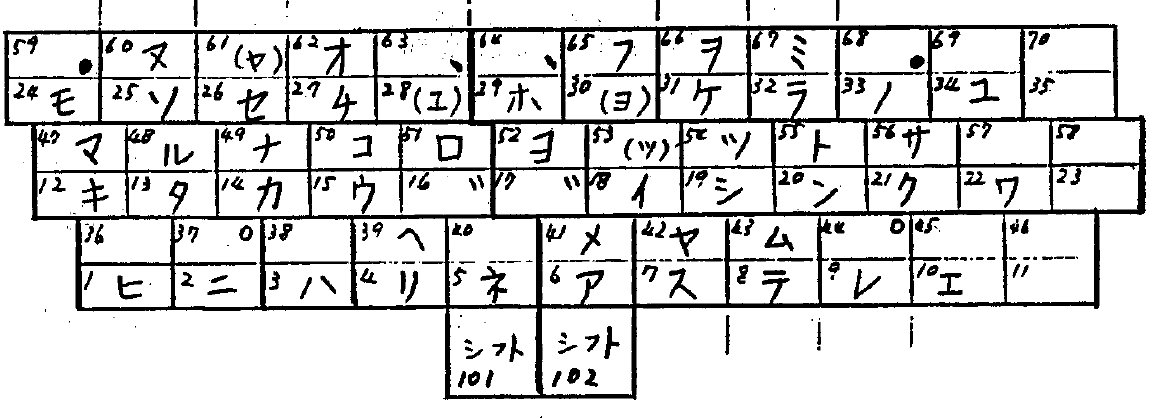 59 ● 60 ヌ 61 (ヤ) 62 オ 63 、 64 、 65 フ 66 ヲ 67 ミ 68 ● 69 70
24 モ 25 ソ 26 セ 27 チ 28 (ユ) 29 ホ 30 (ヨ) 31 ケ 32 ラ 33 ノ 34 ユ 35
47 マ 48 ル 49 ナ 50 コ 51 ロ 52 ヨ 53 (ツ) 54 ツ 55 ト 56 サ 57 58
12 キ 13 タ 14 カ 15 ウ 16 ゛ 17 ゛ 18 イ 19 シ 20 ン 21 ク 22 ワ 23
36 37 ○ 38 39 ヘ 40 41 メ 42 ヤ 43 ム 44 ○ 45 46
1 ヒ 2 ニ 3 ハ 4 リ 5 ネ 6 ア 7 ス 8 テ 9 レ 10 エ 11
シフト シフト
101 102